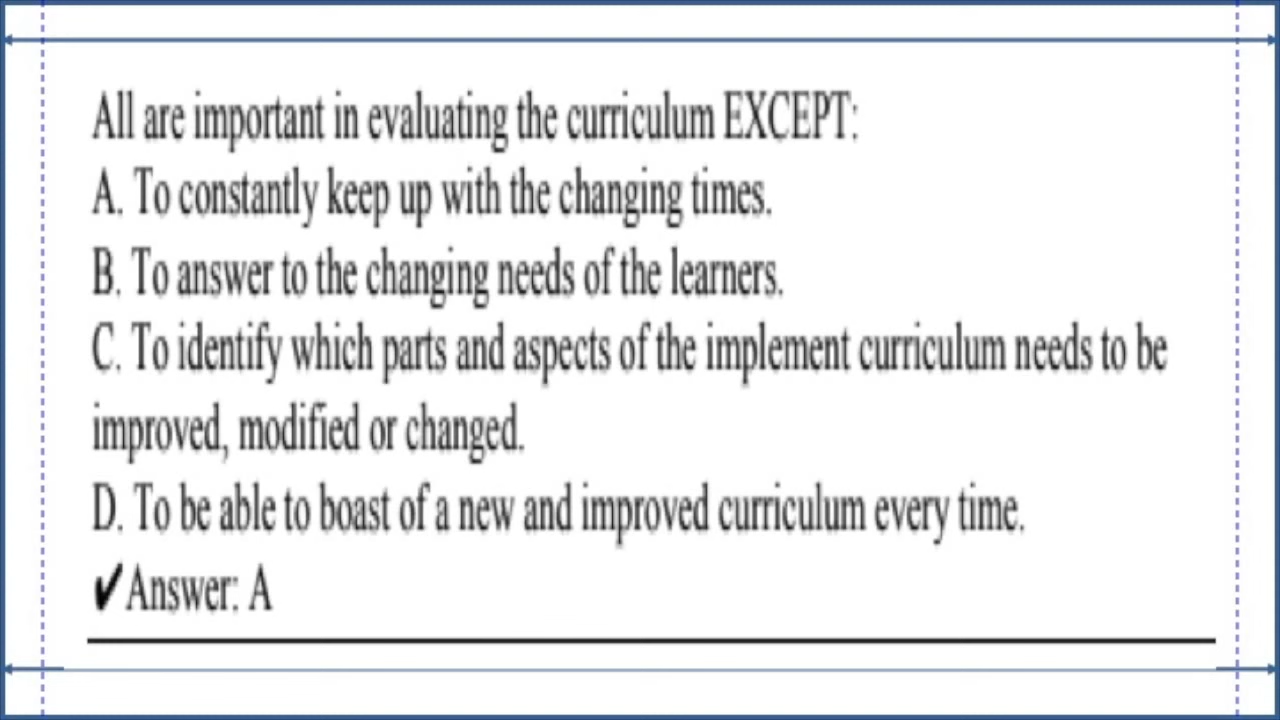 All are important in evaluating the curriculum EXCEPT:
A. To constantly keep up with the changing times.
B. To answer to the changing needs of the learners.
C. To identify which parts and aspects of the implement curriculum needs to be
improved, modified or changed.
D. To be able to boast of a new and improved curriculum every time.
✔Answer: A